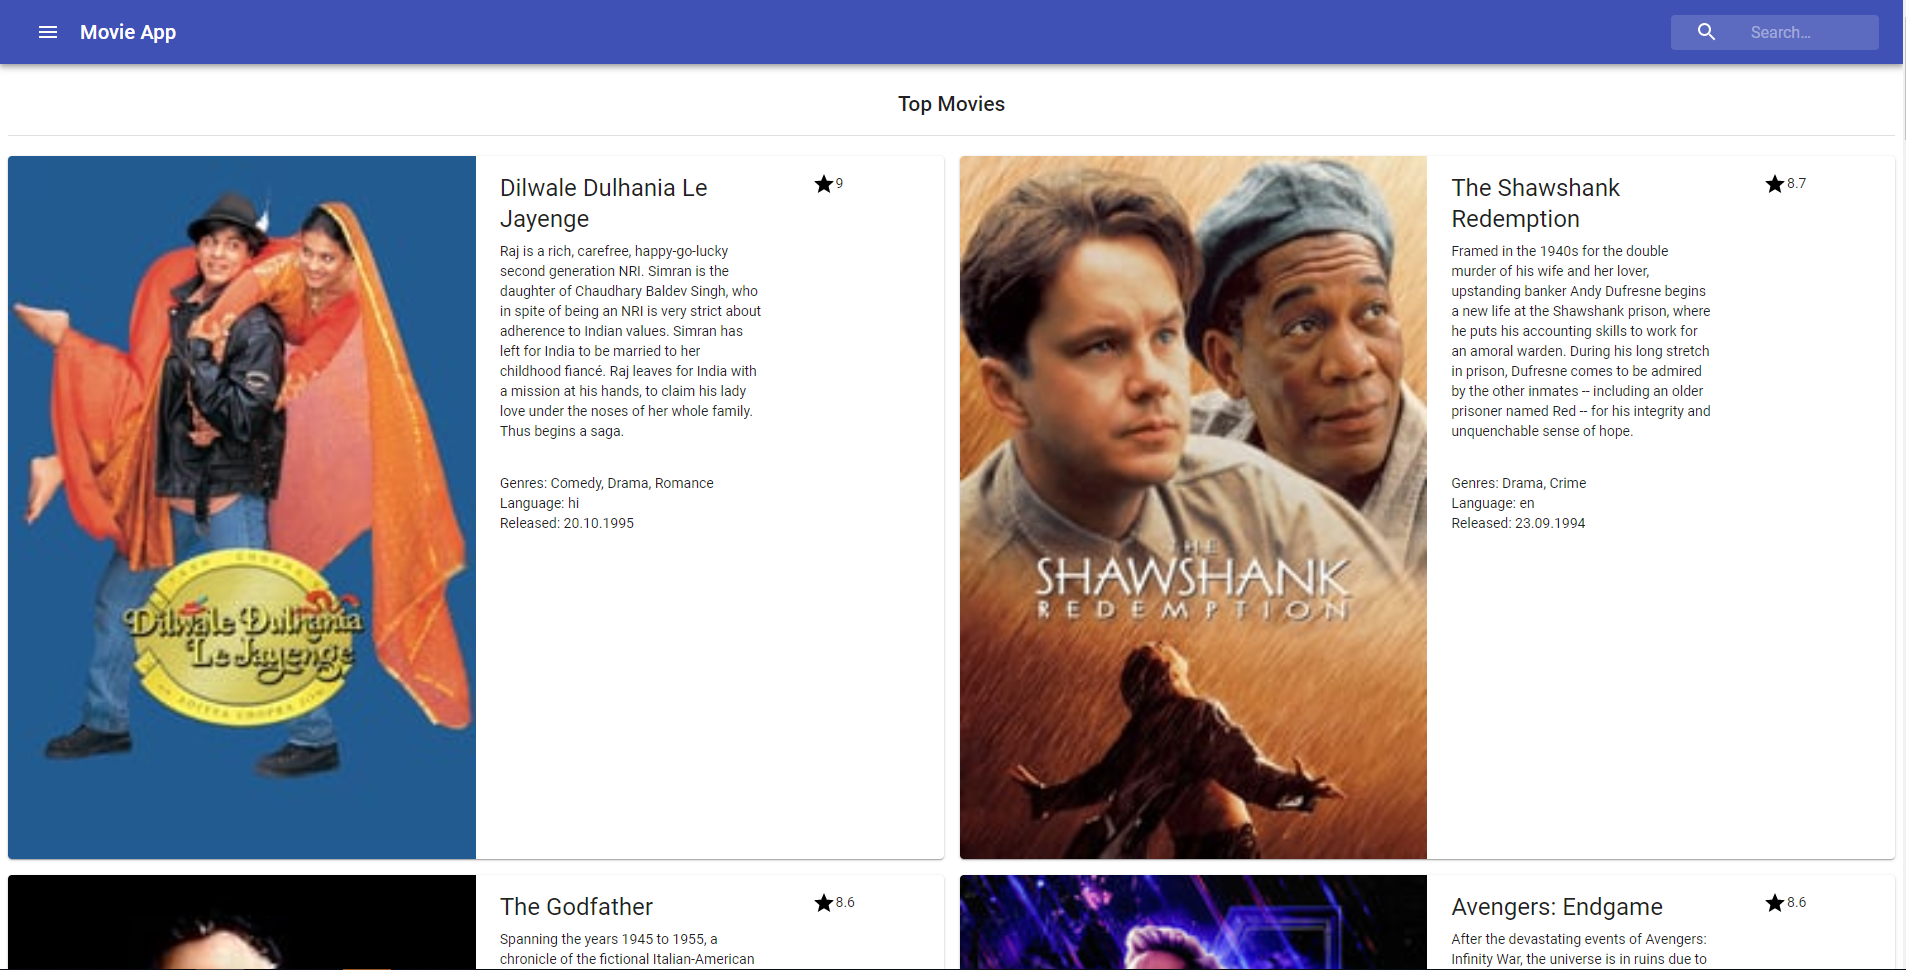 Movie App
Search...
Top Movies
Dilwale Dulhania Le
Jayenge
9
Raj is a rich, carefree, happy-go-lucky
second generation NRI. Simran is the
daughter of Chaudhary Baldev Singh, who
in spite of being an NRI is very strict about
adherence to Indian values. Simran has
left for India to be married to her
childhood fiancé. Raj leaves for India with
a mission at his hands, to claim his lady
love under the noses of her whole family.
Thus begins a saga.
Genres: Comedy, Drama, Romance
Language: hi
Released: 20.10.1995
Dilwale Dulhania
Le Jayenge
The Shawshank
Redemption
8.7
Framed in the 1940s for the double
murder of his wife and her lover,
upstanding banker Andy Dufresne begins
a new life at the Shawshank prison, where
he puts his accounting skills to work for
an amoral warden. During his long stretch
in prison, Dufresne comes to be admired
by the other inmates -- including an older
prisoner named Red -- for his integrity and
unquenchable sense of hope.
Genres: Drama, Crime
Language: en
Released: 23.09.1994
THE
SHAWSHANK
REDEMPTION
The Godfather
8.6
Spanning the years 1945 to 1955, a
chronicle of the fictional Italian-American
Avengers: Endgame
8.6
After the devastating events of Avengers:
Infinity War, the universe is in ruins due to